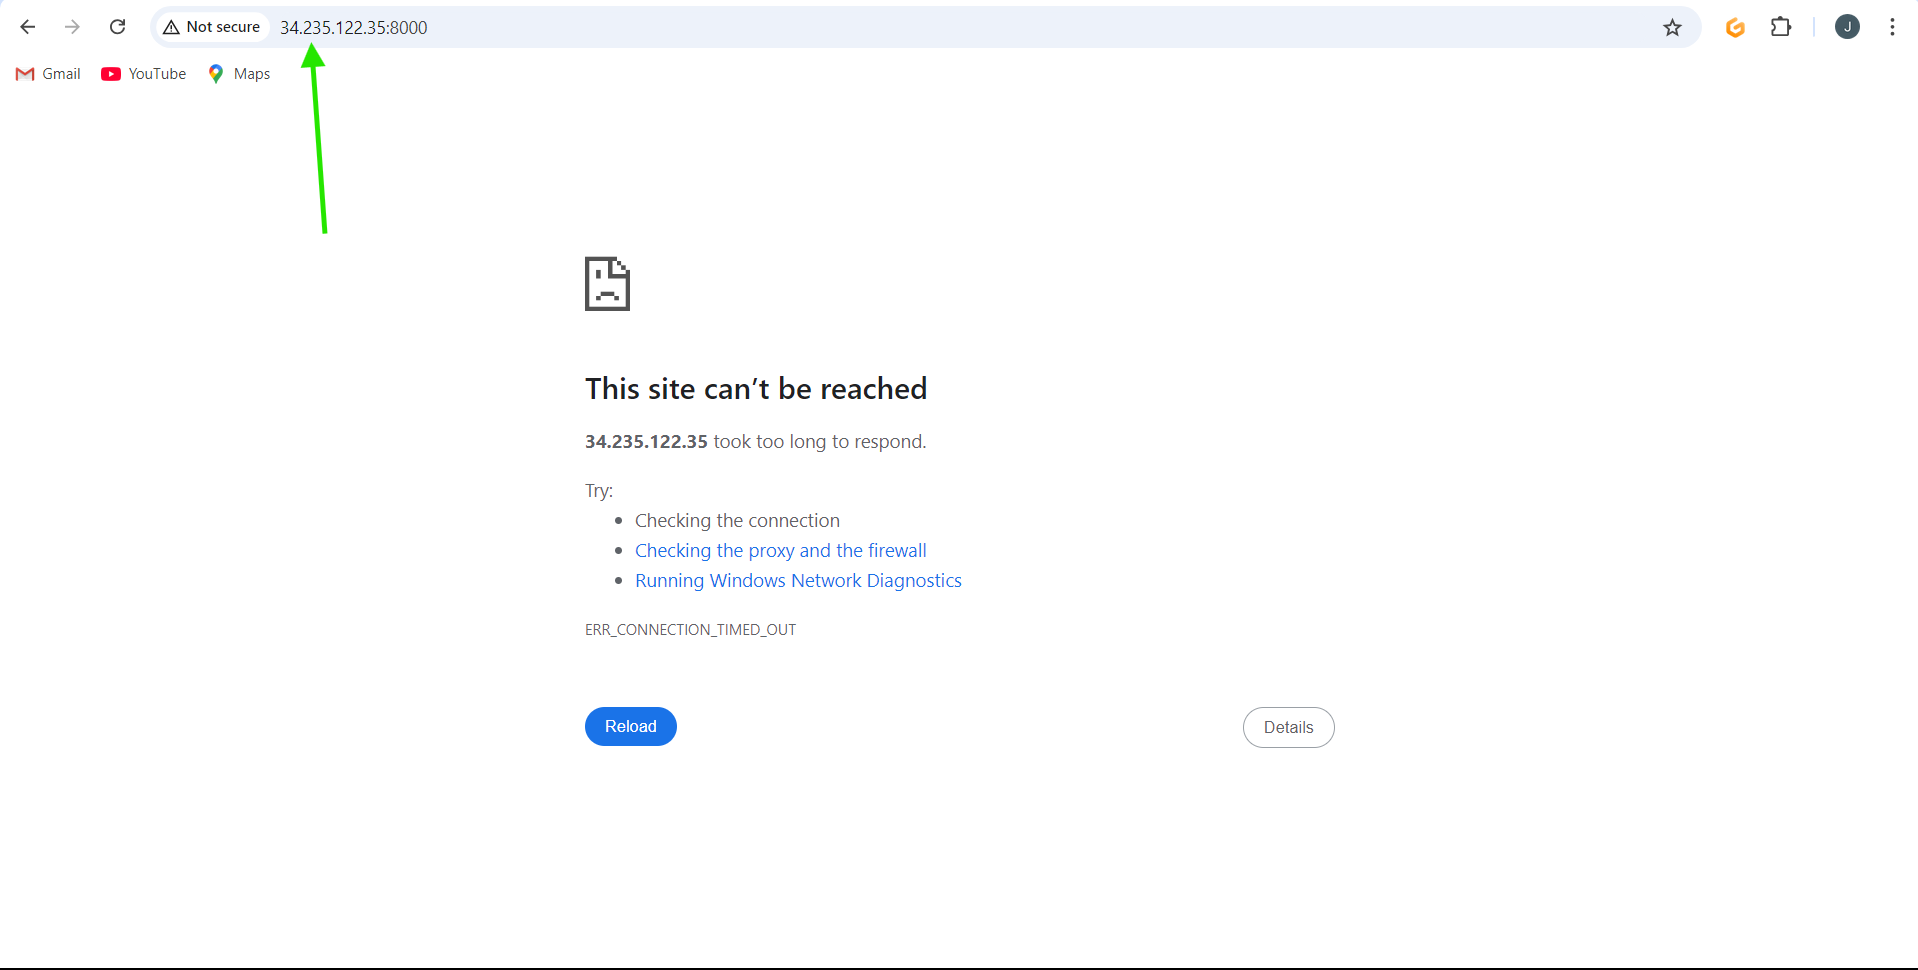 Not secure 34.235.122.35:8000
J
Gmail YouTube Maps
This site can’t be reached
34.235.122.35 took too long to respond.
Try:
Checking the connection
Checking the proxy and the firewall
Running Windows Network Diagnostics
ERR_CONNECTION_TIMED_OUT
Reload Details